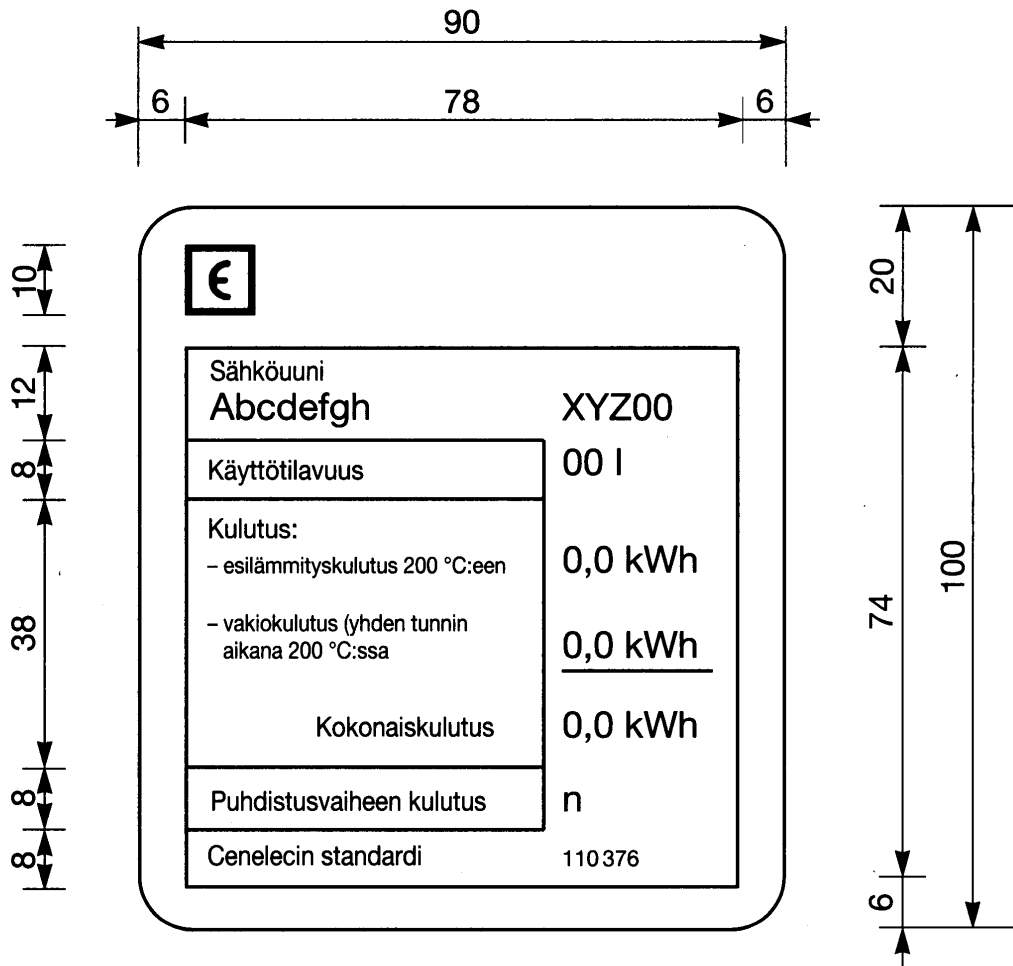 90
6 78 6
10
20
Sähköuuni
12
Abcdefgh XYZ00
8
Käyttötilavuus 00 l
Kulutus:
– esilämmityskulutus 200 °C:een 0,0 kWh
100
74
38
– vakiokulutus (yhden tunnin
aikana 200 °C:ssa 0,0 kWh
Kokonaiskulutus 0,0 kWh
8
Puhdistusvaiheen kulutus n
8
Cenelecin standardi 110 376
6